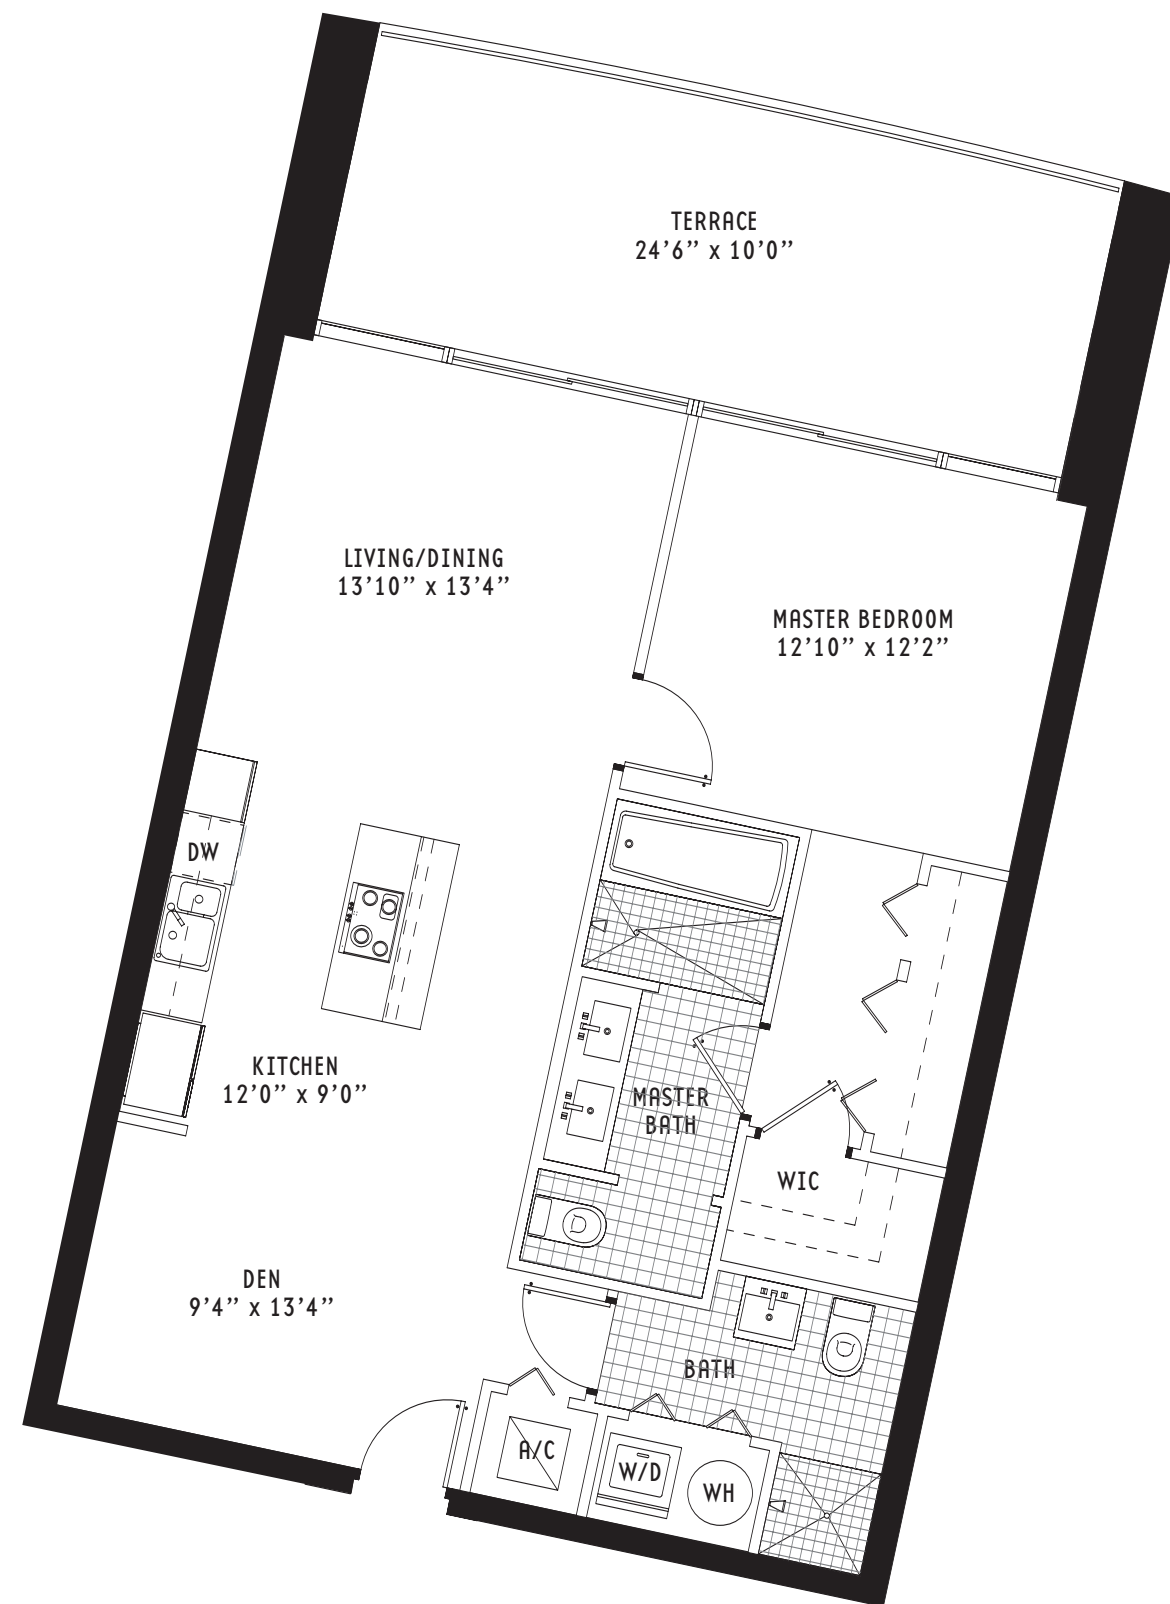 TERRACE
24'6” x 10'0”
LIVING/DINING
13'10” x 13'4”
MASTER BEDROOM
12'10” x 12'2”
DW
KITCHEN
12'0” x 9'0”
MASTER
BATH
WIC
DEN
9'4” x 13'4”
BATH
A/C
W/D
WH